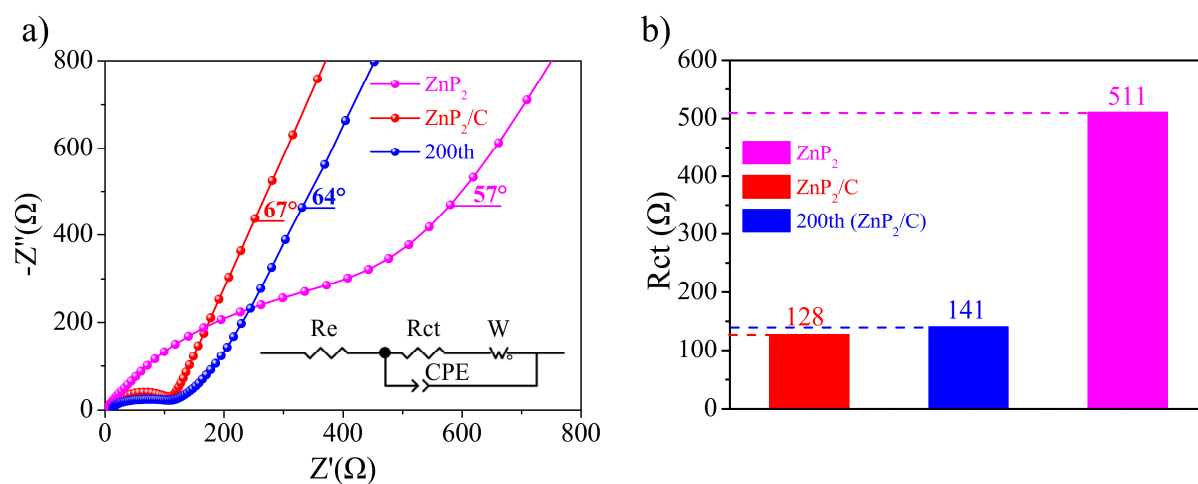 a)
800
600
400
200
0
-Z''(Ω)
ZnP₂
ZnP₂/C
200th
67°
64°
57°
Re
Rct
W
CPE
0
200
400
600
800
Z'(Ω)
b)
600
500
400
300
200
100
0
Rct (Ω)
511
ZnP₂
ZnP₂/C
200th (ZnP₂/C)
128
141